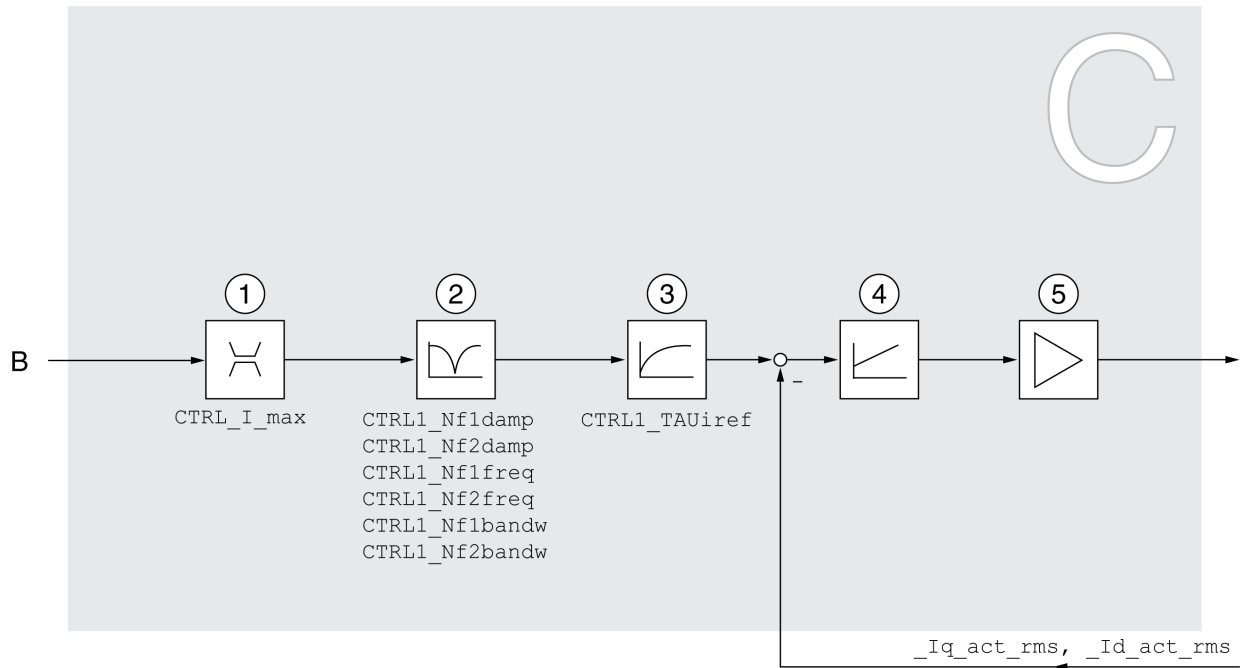 C
1
2
3
4
5
B
-
CTRL_I_max
CTRL1_Nf1damp
CTRL1_Nf2damp
CTRL1_Nf1freq
CTRL1_Nf2freq
CTRL1_Nf1bandw
CTRL1_Nf2bandw
CTRL1_TAUiref
_Iq_act_rms, _Id_act_rms